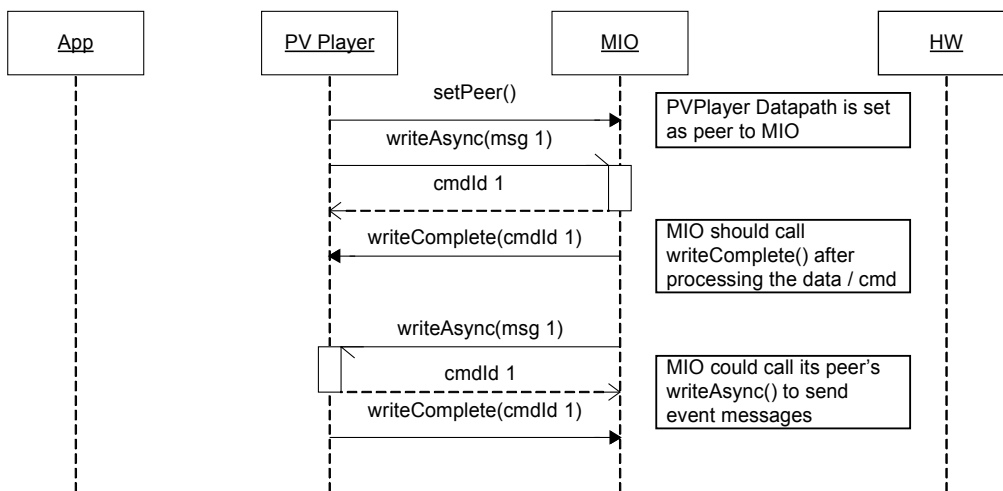 App
PV Player
MIO
HW
setPeer()
PVPlayer Datapath is set
as peer to MIO
writeAsync(msg 1)
cmdId 1
writeComplete(cmdId 1)
MIO should call
writeComplete() after
processing the data / cmd
writeAsync(msg 1)
cmdId 1
MIO could call its peer’s
writeAsync() to send
event messages
writeComplete(cmdId 1)